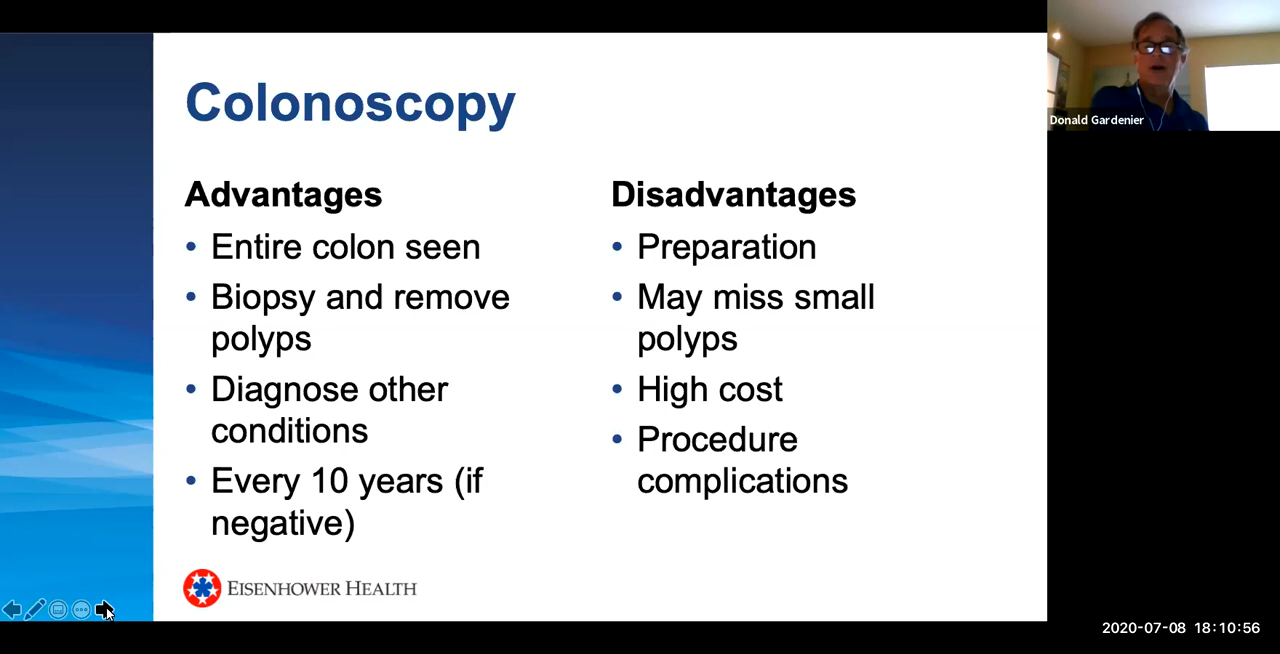 Colonoscopy
Advantages
• Entire colon seen
• Biopsy and remove
polyps
• Diagnose other
conditions
• Every 10 years (if
negative)
Disadvantages
• Preparation
• May miss small
polyps
• High cost
• Procedure
complications
EISENHOWER HEALTH
Donald Gardenier
2020-07-08 18:10:56